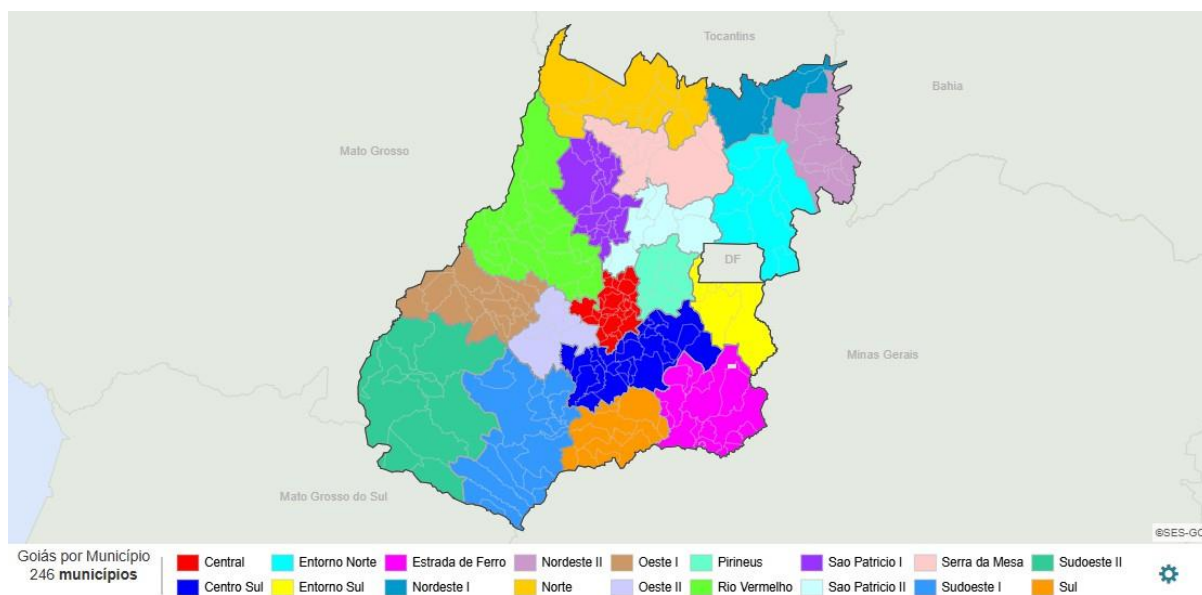 Tocantins
Bahia
Mato Grosso
DF
Minas Gerais
Mato Grosso do Sul
©SES-GO
Goiás por Município
246 municípios
Central
Entorno Norte
Estrada de Ferro
Nordeste II
Oeste I
Pirineus
Sao Patricio I
Serra da Mesa
Sudoeste II
Centro Sul
Entorno Sul
Nordeste I
Norte
Oeste II
Rio Vermelho
Sao Patricio II
Sudoeste I
Sul